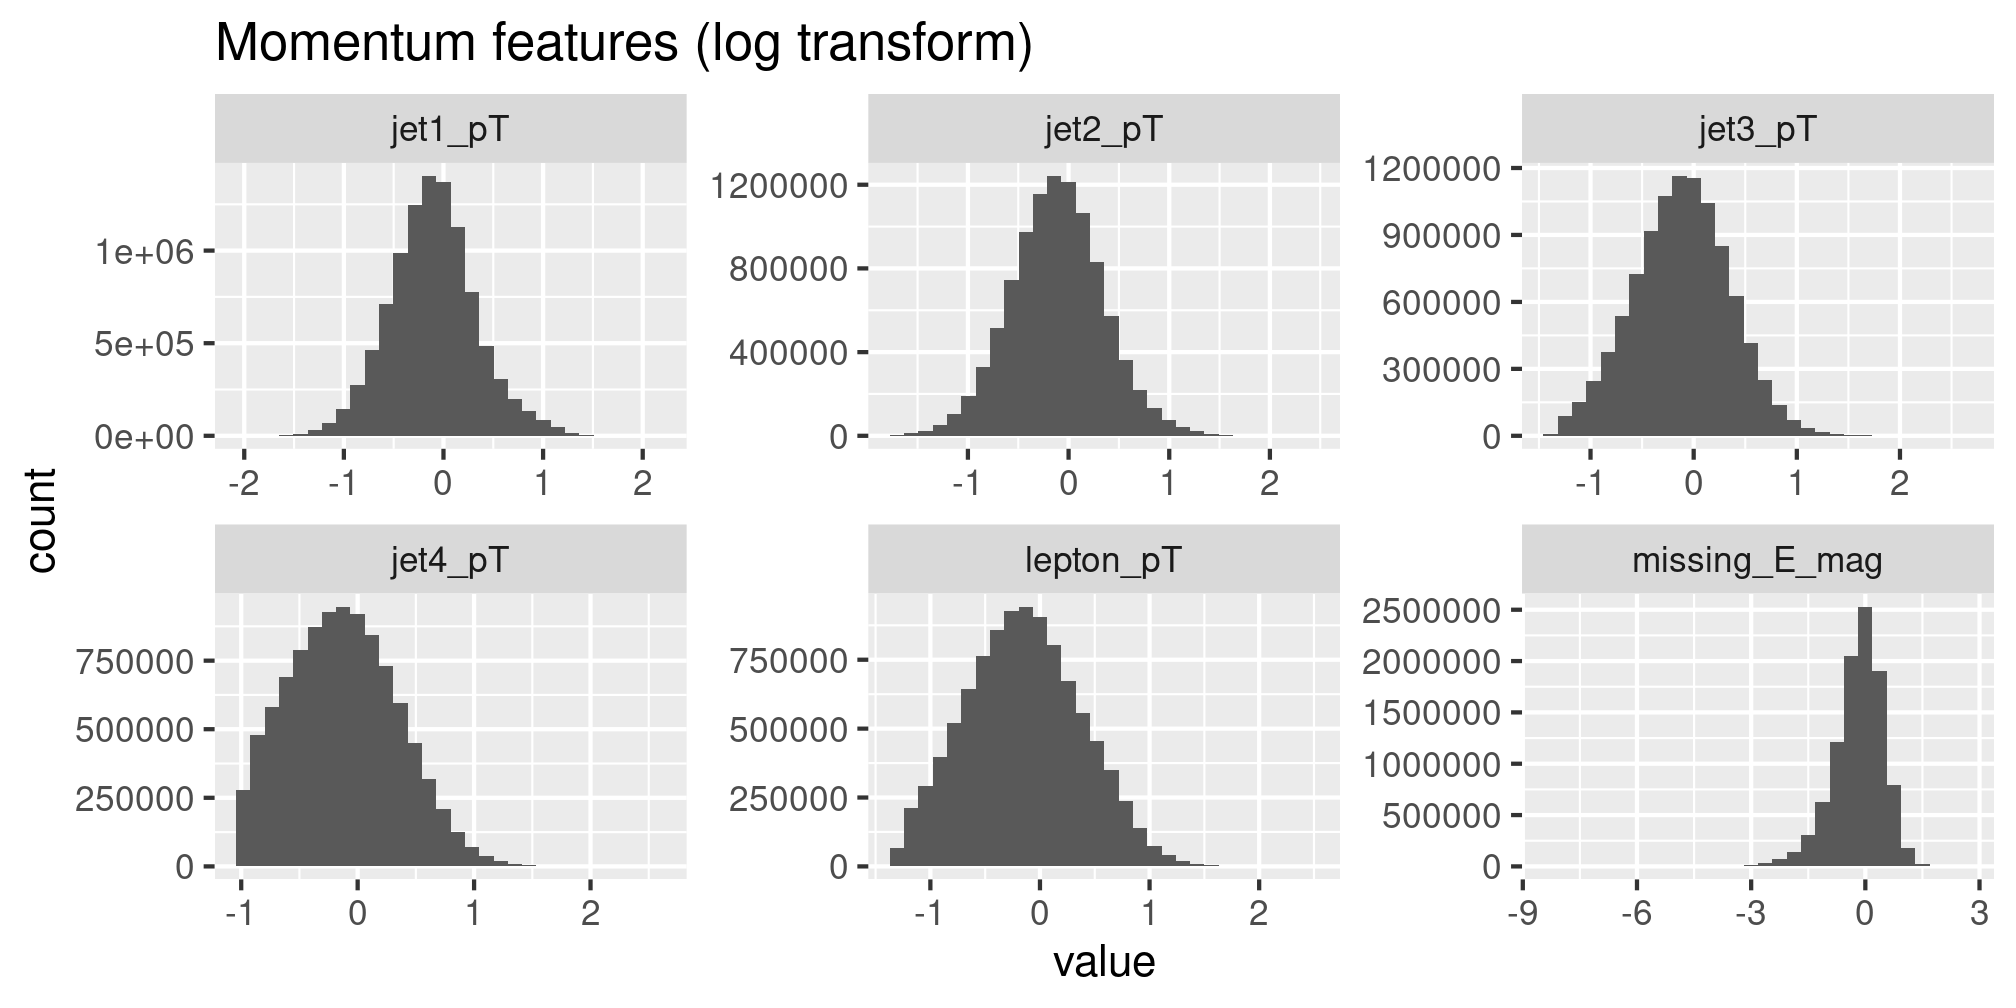 Momentum features (log transform)
jet1_pT
jet2_pT
jet3_pT
1e+06
5e+05
0e+00
-2 -1 0 1 2
1200000
800000
400000
0
-1 0 1 2
1200000
900000
600000
300000
0
-1 0 1 2
count
jet4_pT
lepton_pT
missing_E_mag
750000
500000
250000
0
-1 0 1 2
750000
500000
250000
0
-1 0 1 2
2500000
2000000
1500000
1000000
500000
0
-9 -6 -3 0 3
value